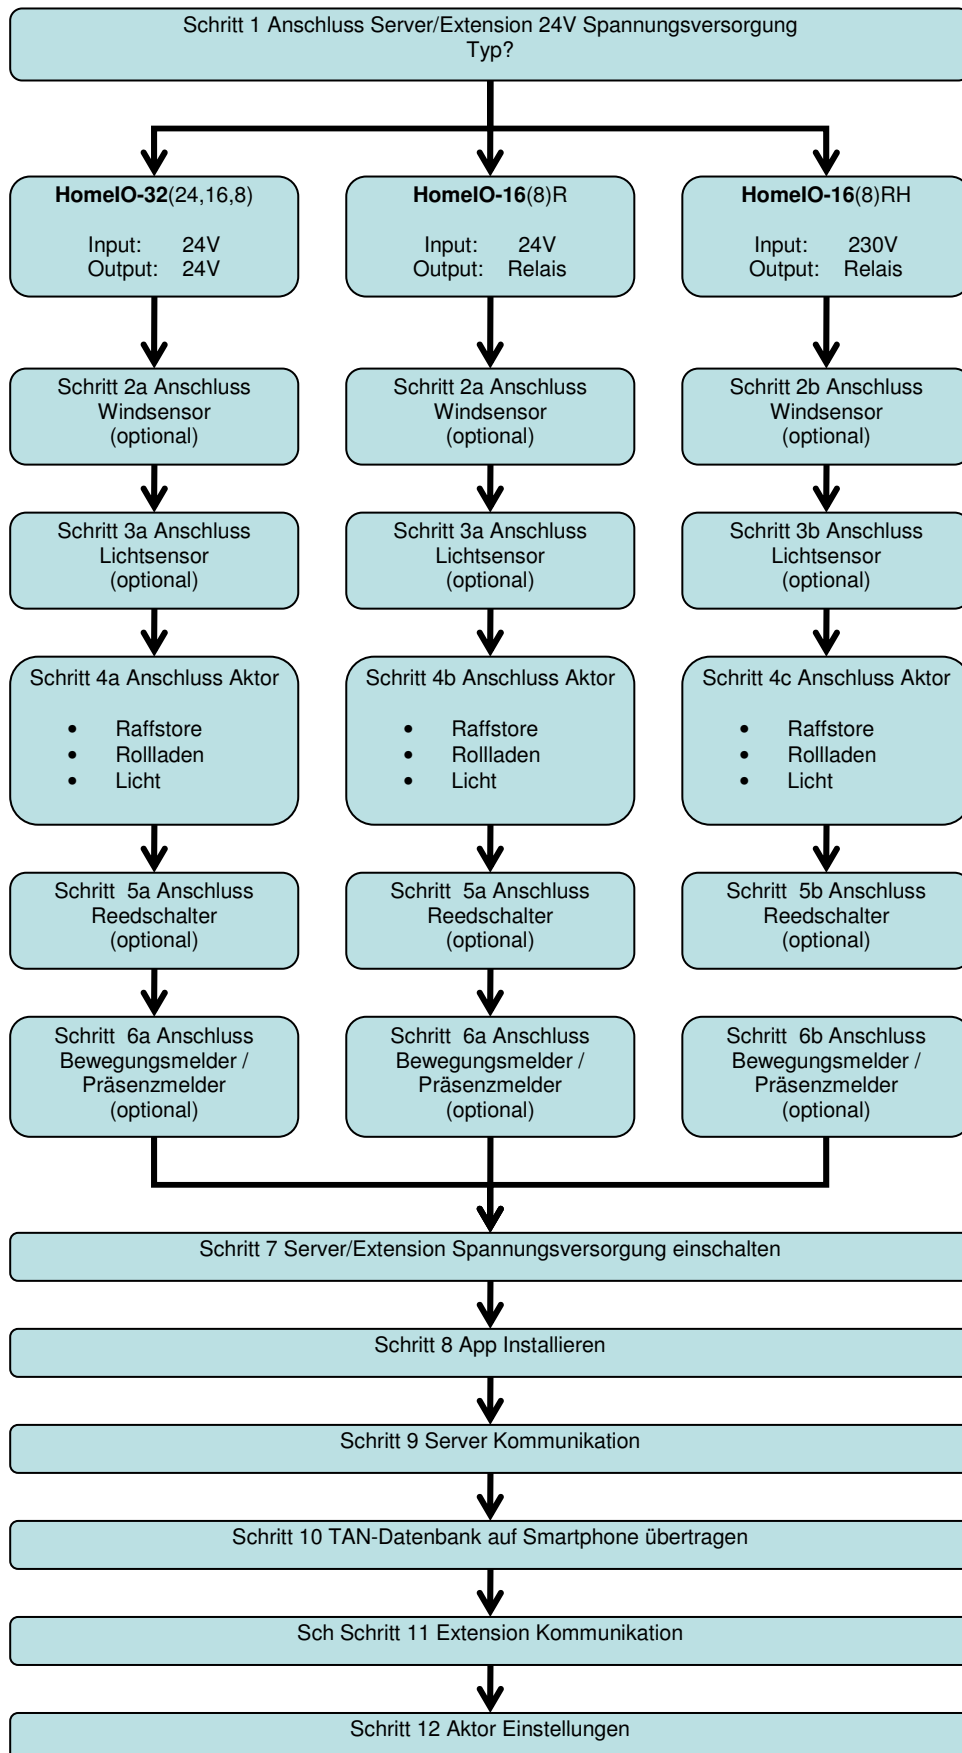 Schritt 1 Anschluss Server/Extension 24V Spannungsversorgung
Typ?
HomeIO-32(24,16,8)
Input: 24V
Output: 24V
HomeIO-16(8)R
Input: 24V
Output: Relais
HomeIO-16(8)RH
Input: 230V
Output: Relais
Schritt 2a Anschluss
Windsensor
(optional)
Schritt 2a Anschluss
Windsensor
(optional)
Schritt 2b Anschluss
Windsensor
(optional)
Schritt 3a Anschluss
Lichtsensor
(optional)
Schritt 3a Anschluss
Lichtsensor
(optional)
Schritt 3b Anschluss
Lichtsensor
(optional)
Schritt 4a Anschluss Aktor
• Raffstore
• Rollladen
• Licht
Schritt 4b Anschluss Aktor
• Raffstore
• Rollladen
• Licht
Schritt 4c Anschluss Aktor
• Raffstore
• Rollladen
• Licht
Schritt 5a Anschluss
Reedschalter
(optional)
Schritt 5a Anschluss
Reedschalter
(optional)
Schritt 5b Anschluss
Reedschalter
(optional)
Schritt 6a Anschluss
Bewegungsmelder /
Präsenzmelder
(optional)
Schritt 6a Anschluss
Bewegungsmelder /
Präsenzmelder
(optional)
Schritt 6b Anschluss
Bewegungsmelder /
Präsenzmelder
(optional)
Schritt 7 Server/Extension Spannungsversorgung einschalten
Schritt 8 App Installieren
Schritt 9 Server Kommunikation
Schritt 10 TAN-Datenbank auf Smartphone übertragen
Sch Schritt 11 Extension Kommunikation
Schritt 12 Aktor Einstellungen